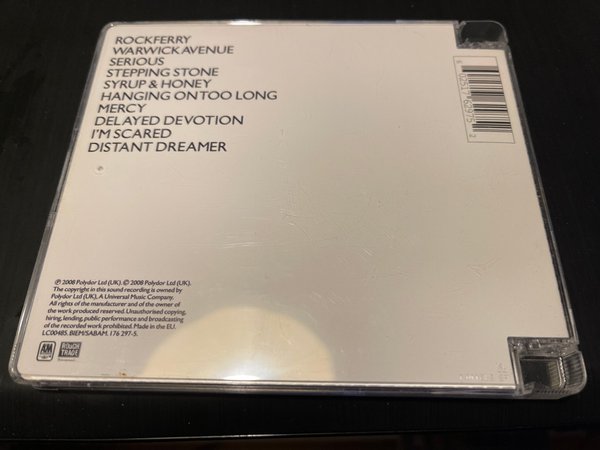 ROCKFERRY
WARWICK AVENUE
SERIOUS
STEPPING STONE
SYRUP & HONEY
HANGING ON TOO LONG
MERCY
DELAYED DEVOTION
I'M SCARED
DISTANT DREAMER
℗ 2008 Polydor Ltd (UK). © 2008 Polydor Ltd (UK).
The copyright in this sound recording is owned by
Polydor Ltd (UK), A Universal Music Company.
All rights of the manufacturer and of the owner of
the work produced reserved. Unauthorised copying,
hiring, lending, public performance and broadcasting
of the recorded work prohibited. Made in the EU.
LC00485. BIEM/SABAM. 176 297-5.
A&M
ROUGH
TRADE